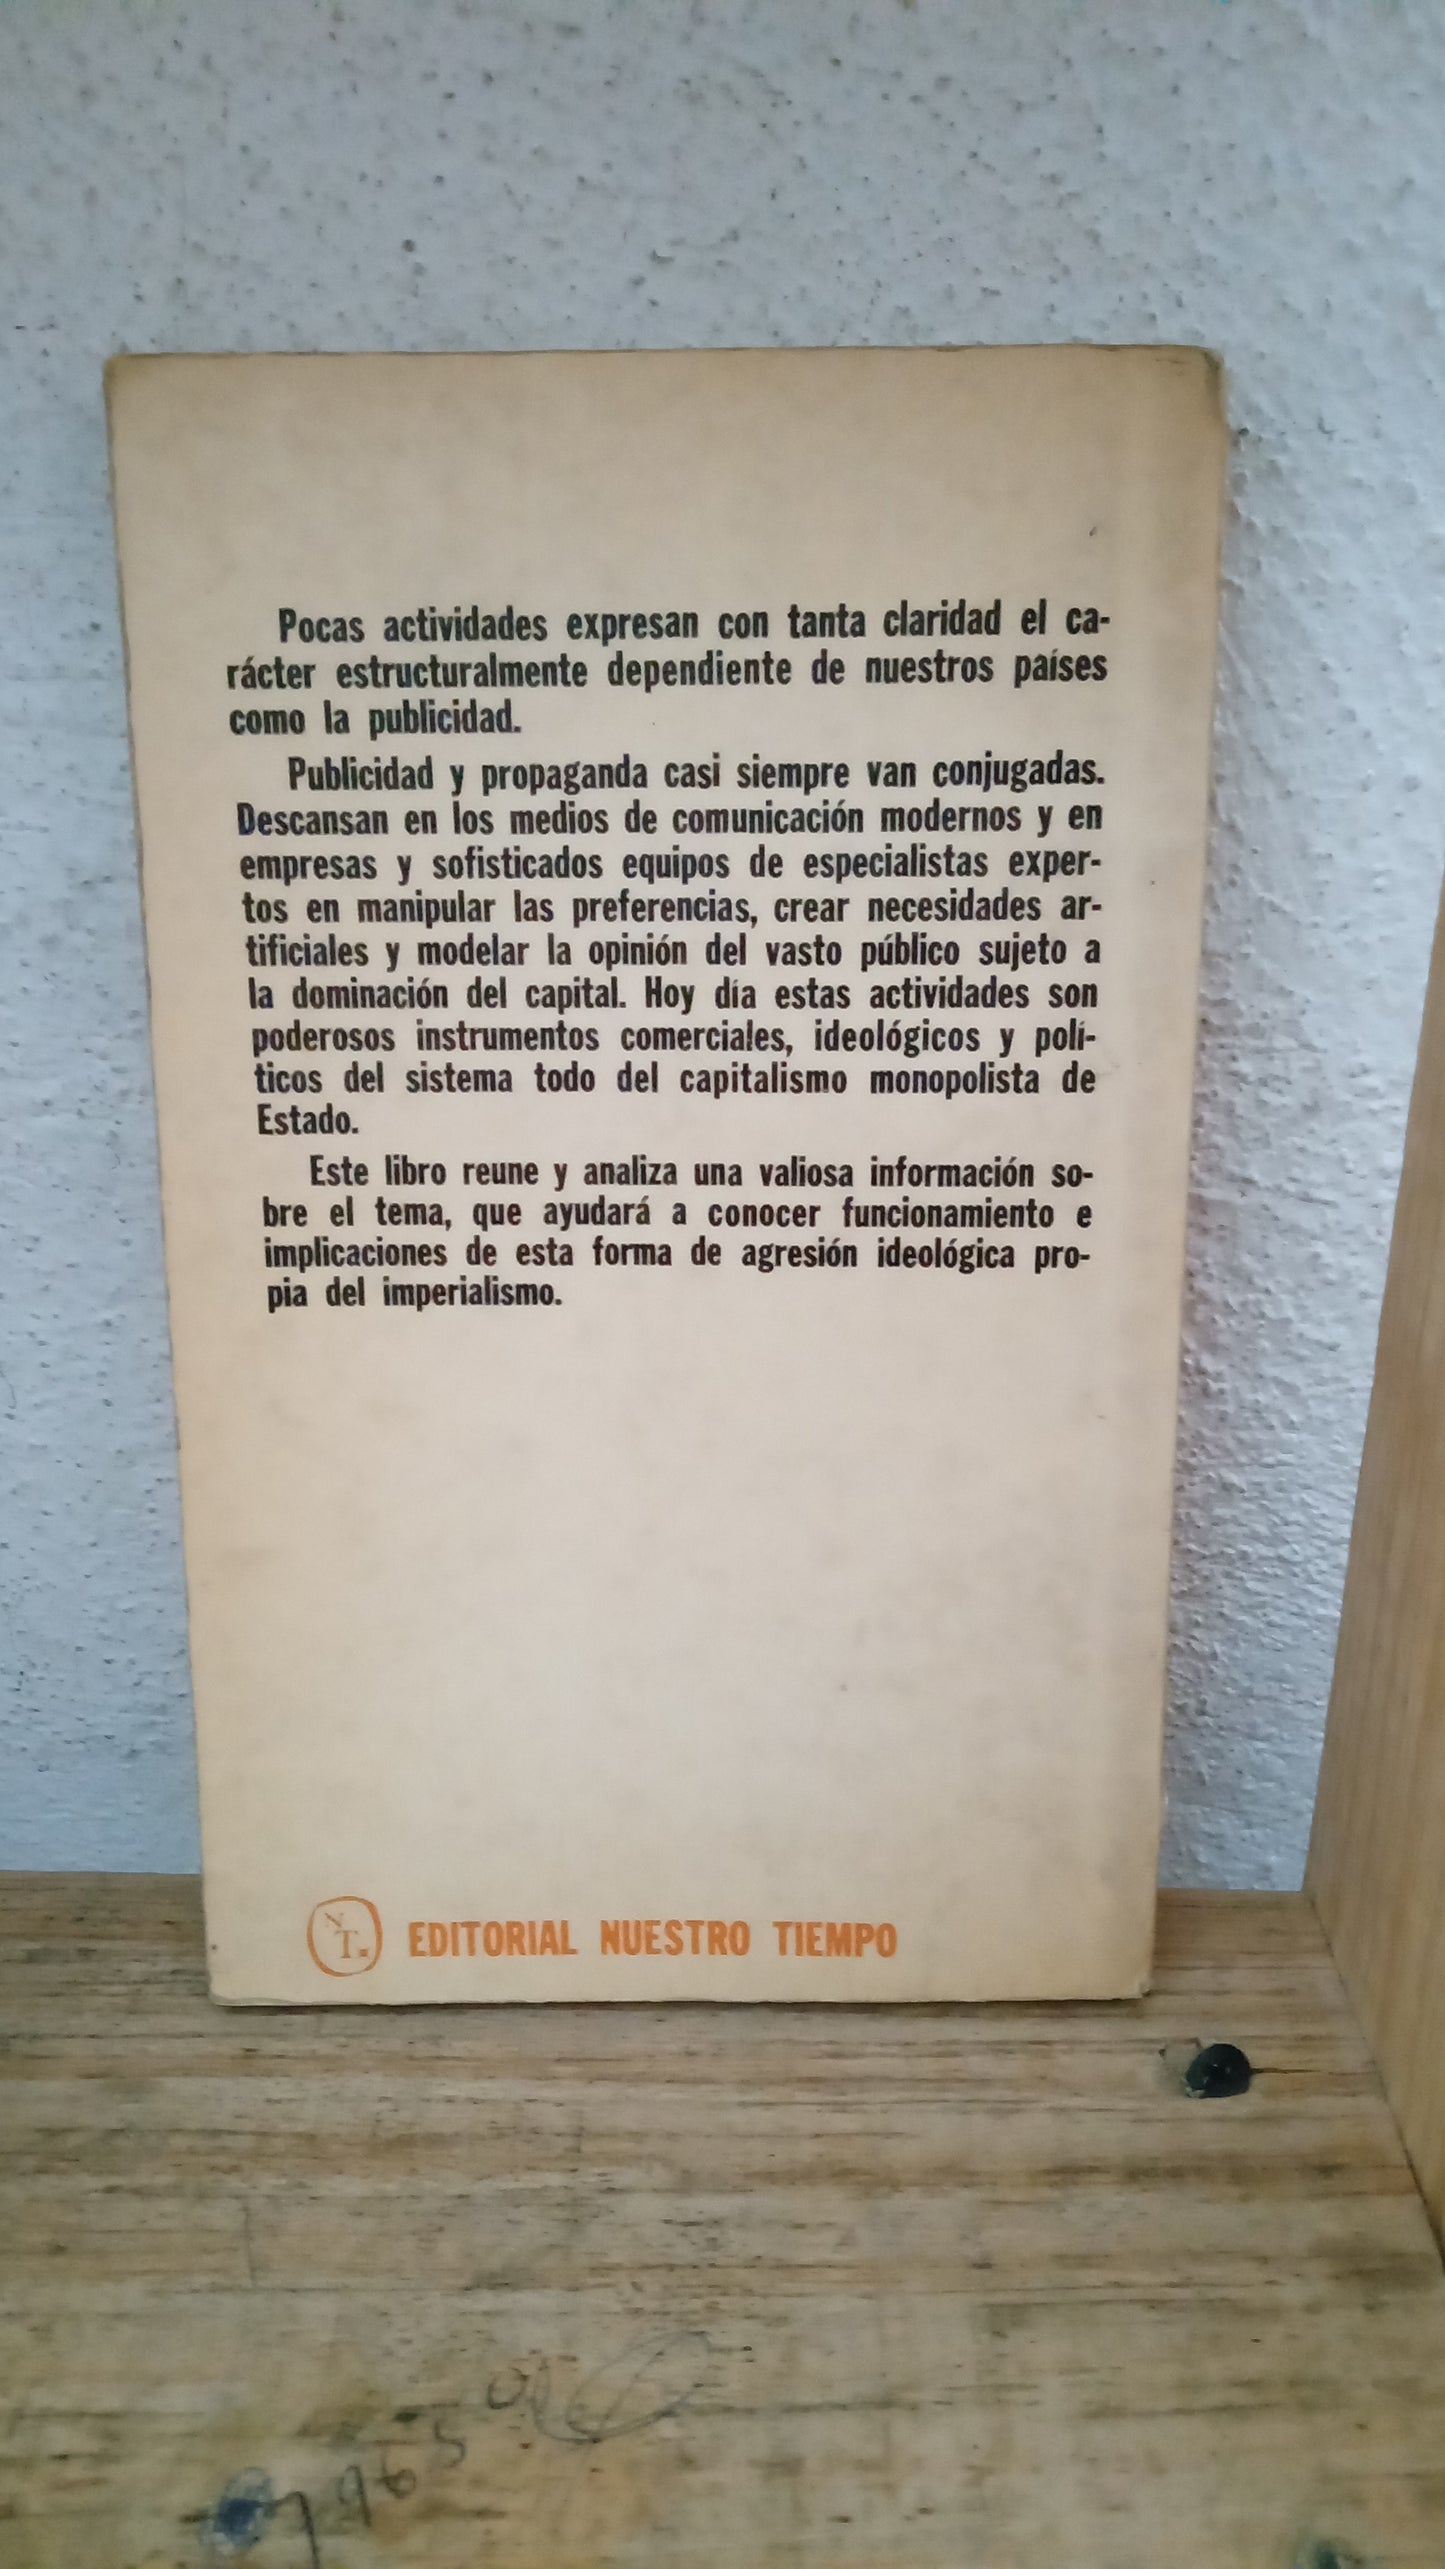 Pocas actividades expresan con tanta claridad el ca-
rácter estructuralmente dependiente de nuestros países
como la publicidad.
Publicidad y propaganda casi siempre van conjugadas.
Descansan en los medios de comunicación modernos y en
empresas y sofisticados equipos de especialistas exper-
tos en manipular las preferencias, crear necesidades ar-
tificiales y modelar la opinión del vasto público sujeto a
la dominación del capital. Hoy día estas actividades son
poderosos instrumentos comerciales, ideológicos y polí-
ticos del sistema todo del capitalismo monopolista de
Estado.
Este libro reune y analiza una valiosa información so-
bre el tema, que ayudará a conocer funcionamiento e
implicaciones de esta forma de agresión ideológica pro-
pia del imperialismo.
NT. EDITORIAL NUESTRO TIEMPO